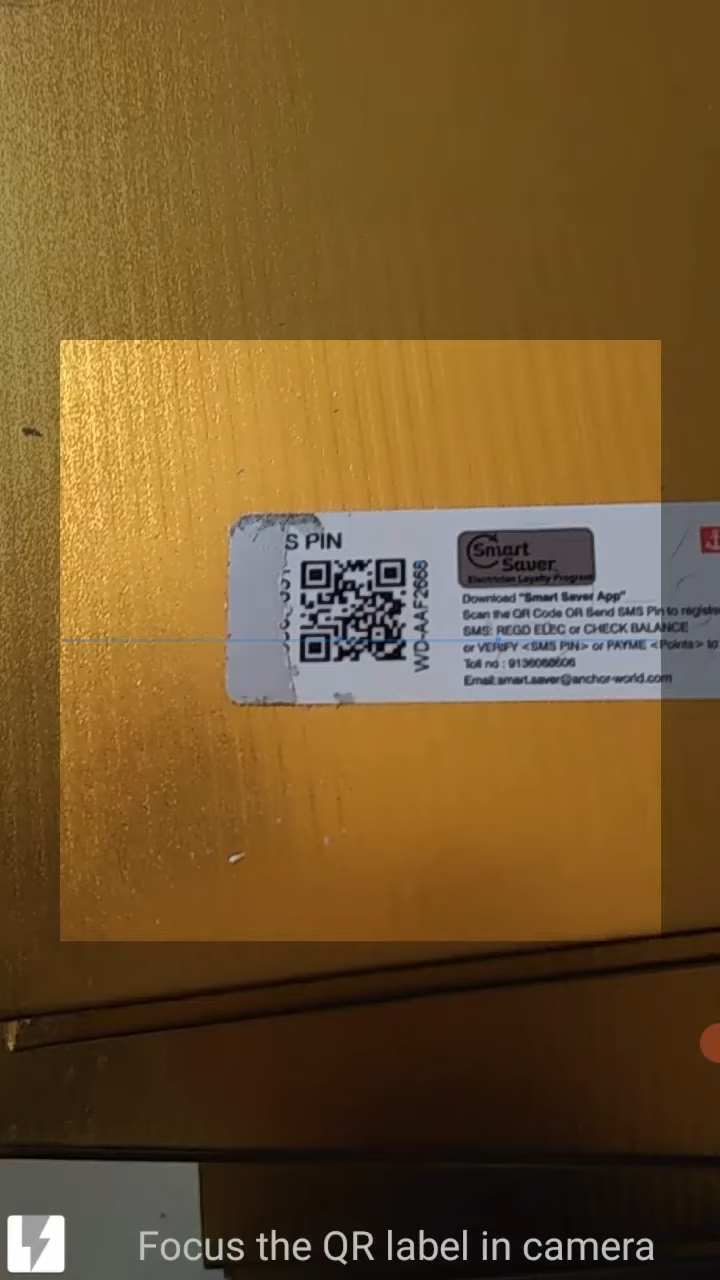 S PIN
WD-AAF2668
Smart
Saver
Electrician Loyalty Program
Download "Smart Saver App"
Scan the QR Code OR Send SMS Pin to
SMS: REGD ELEC or CHECK BALANCE
or VERIFY <SMS PIN> or PAYME <Points> to
Toll no : 9136088606
Email:smart.saver@anchor-world.com
Focus the QR label in camera